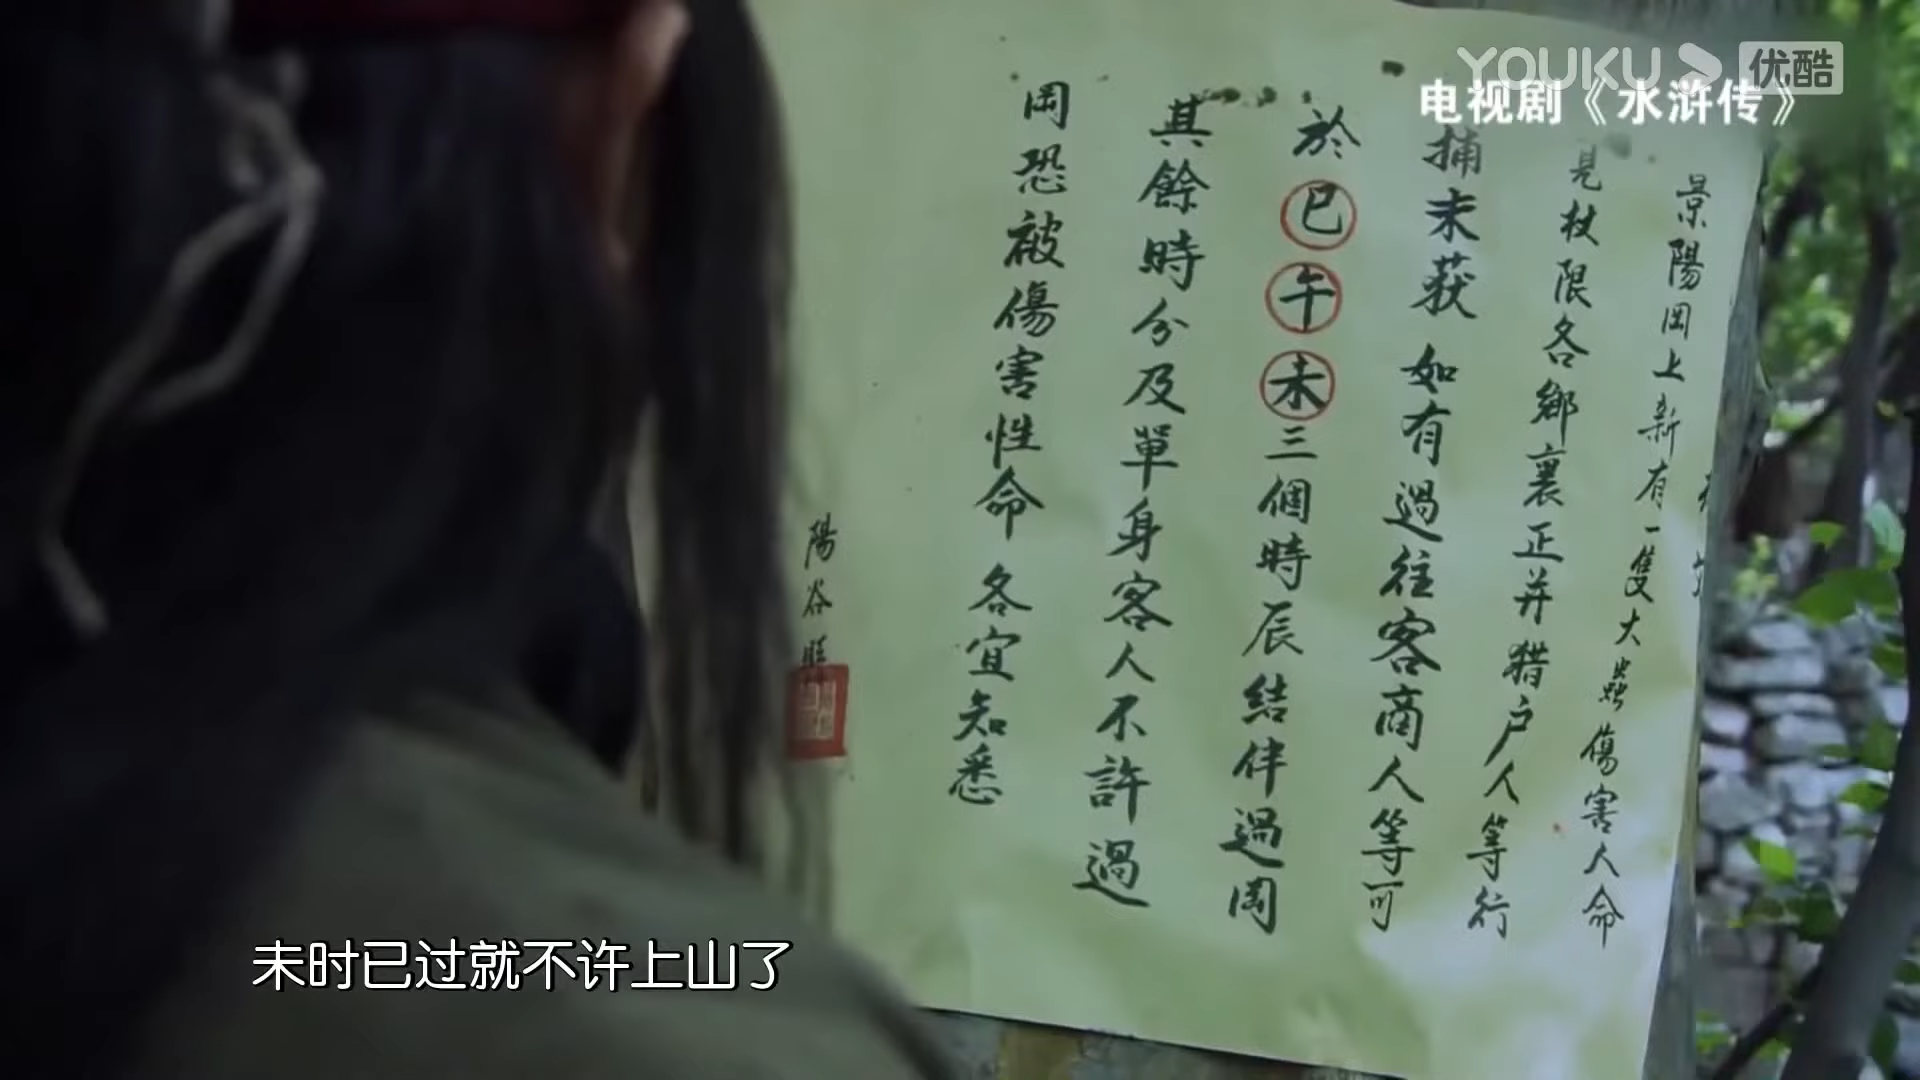 YOUKU 优酷
电视剧《水浒传》
景陽岡上新有一隻大蟲傷害人命
見杖限各鄉裏正并猎户人等行
捕未获 如有過往客商人等可
於巳午未三個時辰結伴過岡
其餘時分及單身客人不許過
岡恐被傷害性命 各宜知悉
陽谷
未时已过就不许上山了